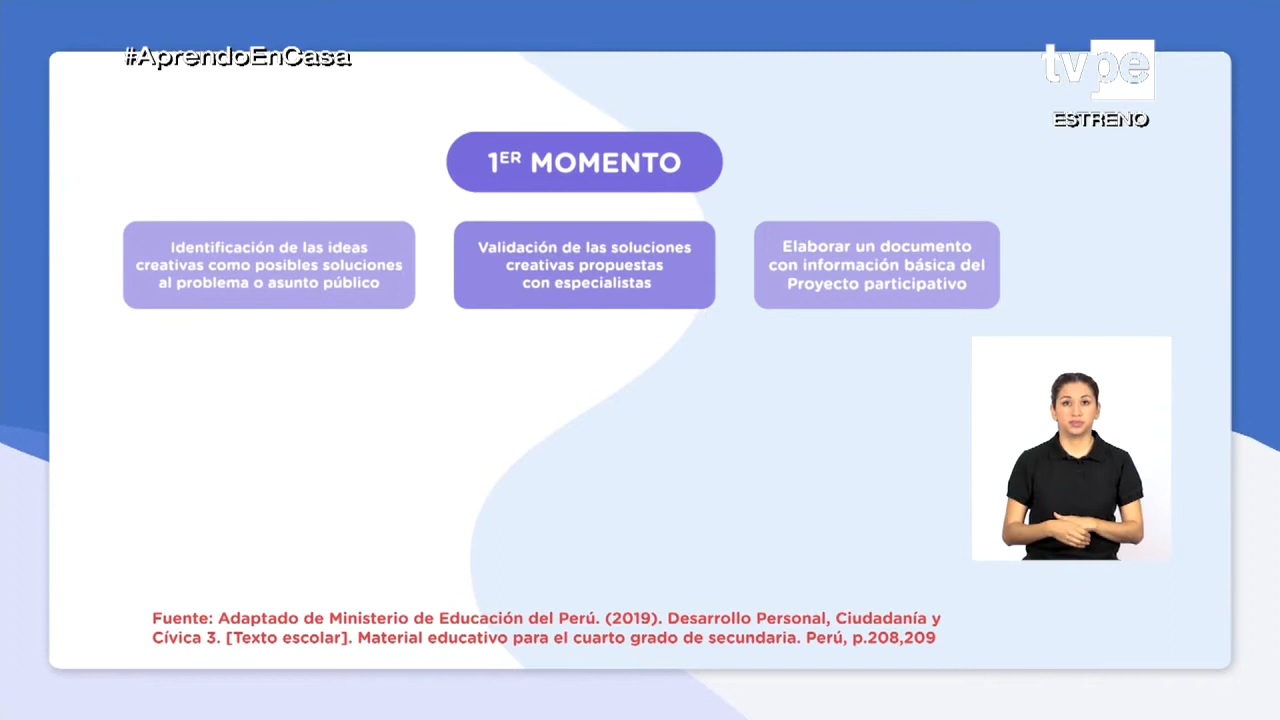 #AprendoEnCasa
tvpe
ESTRENO
1ER MOMENTO
Identificación de las ideas
creativas como posibles soluciones
al problema o asunto público
Validación de las soluciones
creativas propuestas
con especialistas
Elaborar un documento
con información básica del
Proyecto participativo
Fuente: Adaptado de Ministerio de Educación del Perú. (2019). Desarrollo Personal, Ciudadanía y
Cívica 3. [Texto escolar]. Material educativo para el cuarto grado de secundaria. Perú, p.208,209